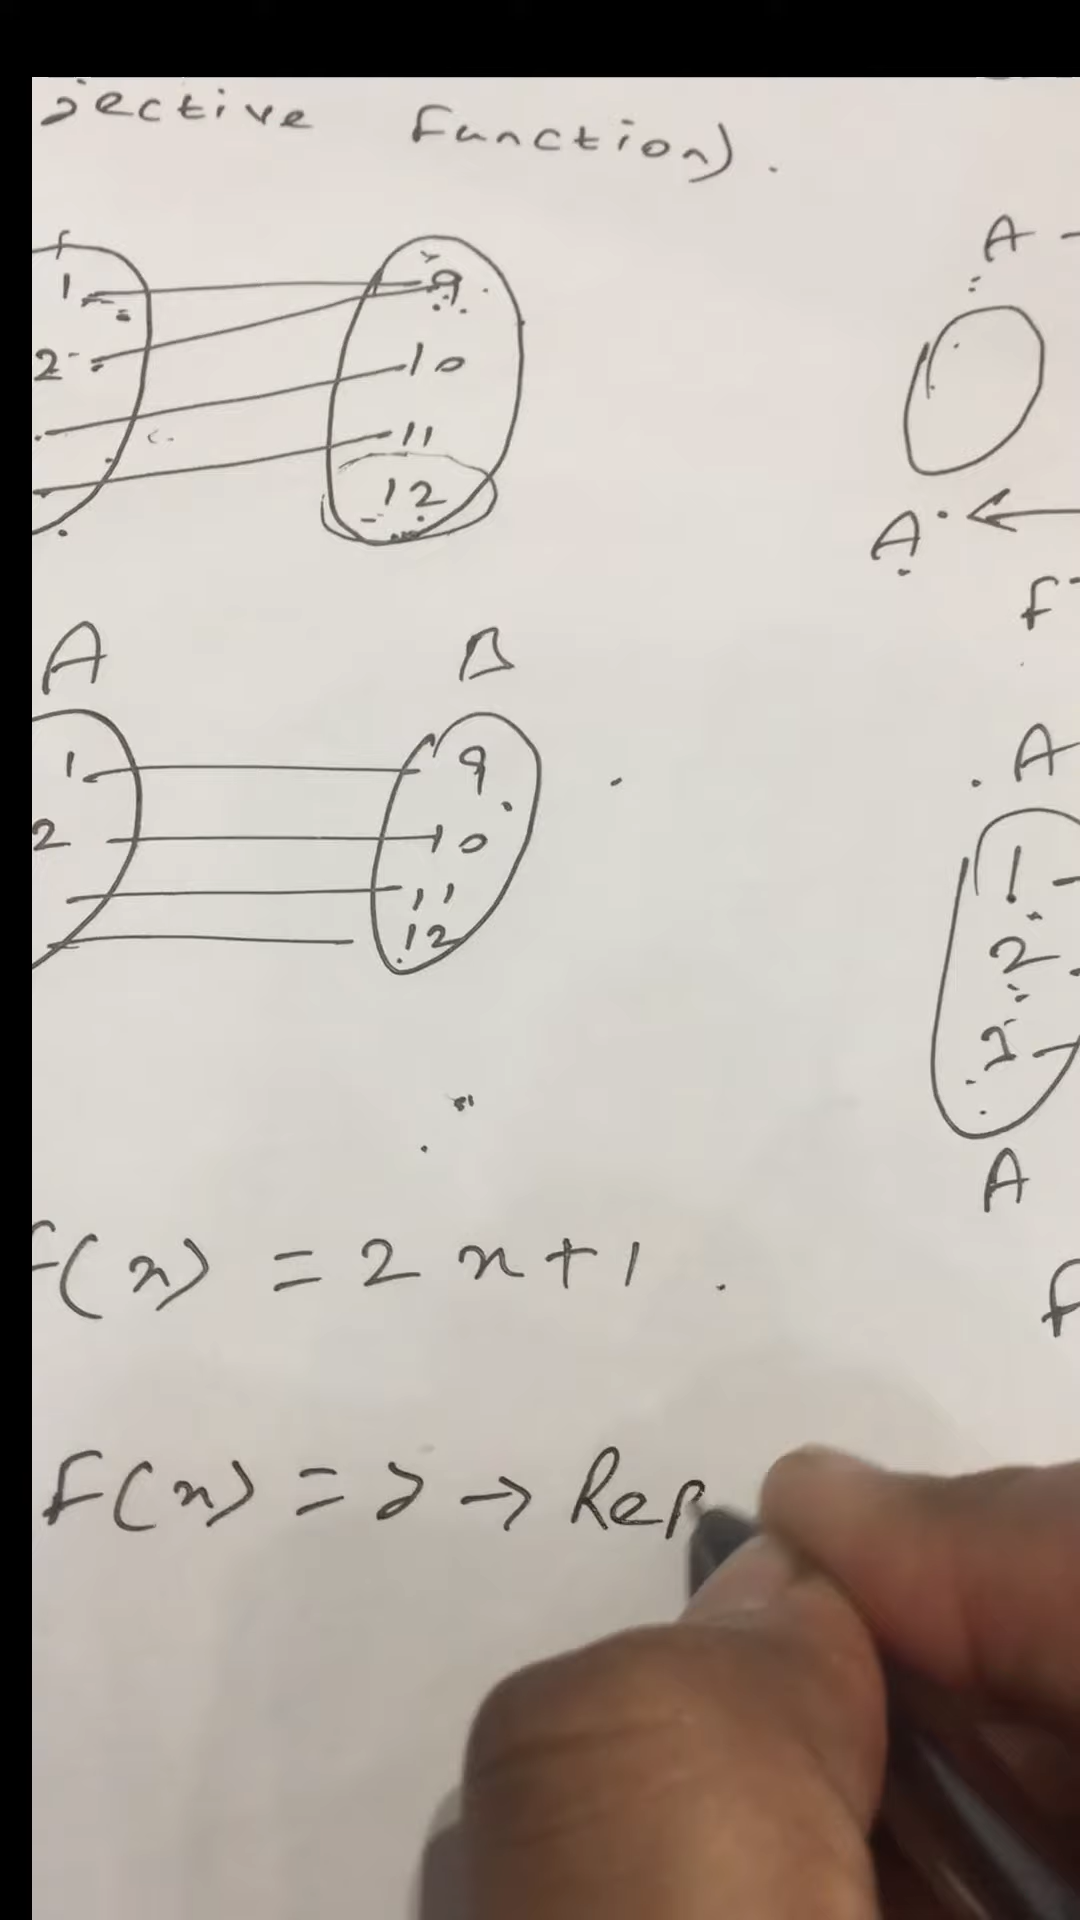 jective Function).
A
1 9
2 10
11
12
A
F
A B
A
1 9
2 10
11
12
1
2
3
A
F(x) = 2x+1
F
F(x) = y → Rep